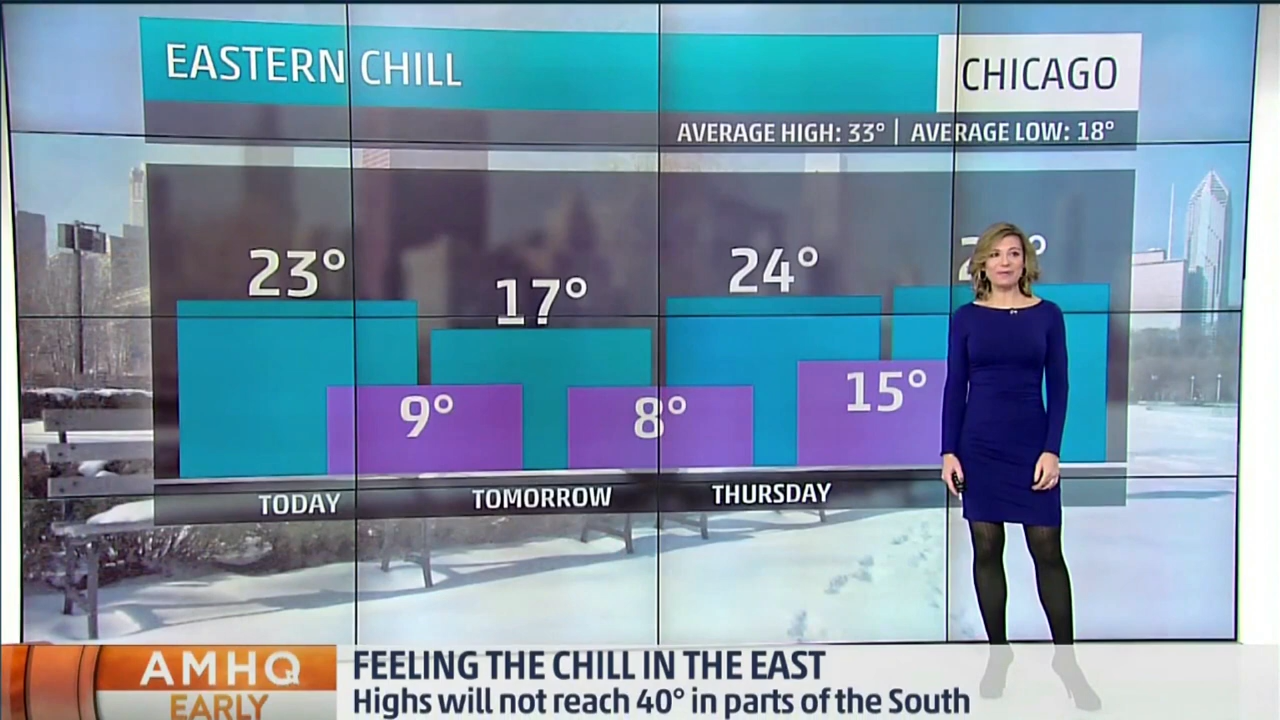 EASTERN CHILL
CHICAGO
AVERAGE HIGH: 33° | AVERAGE LOW: 18°
23°
17°
24°
9°
8°
15°
TODAY
TOMORROW
THURSDAY
AMHQ
EARLY
FEELING THE CHILL IN THE EAST
Highs will not reach 40° in parts of the South